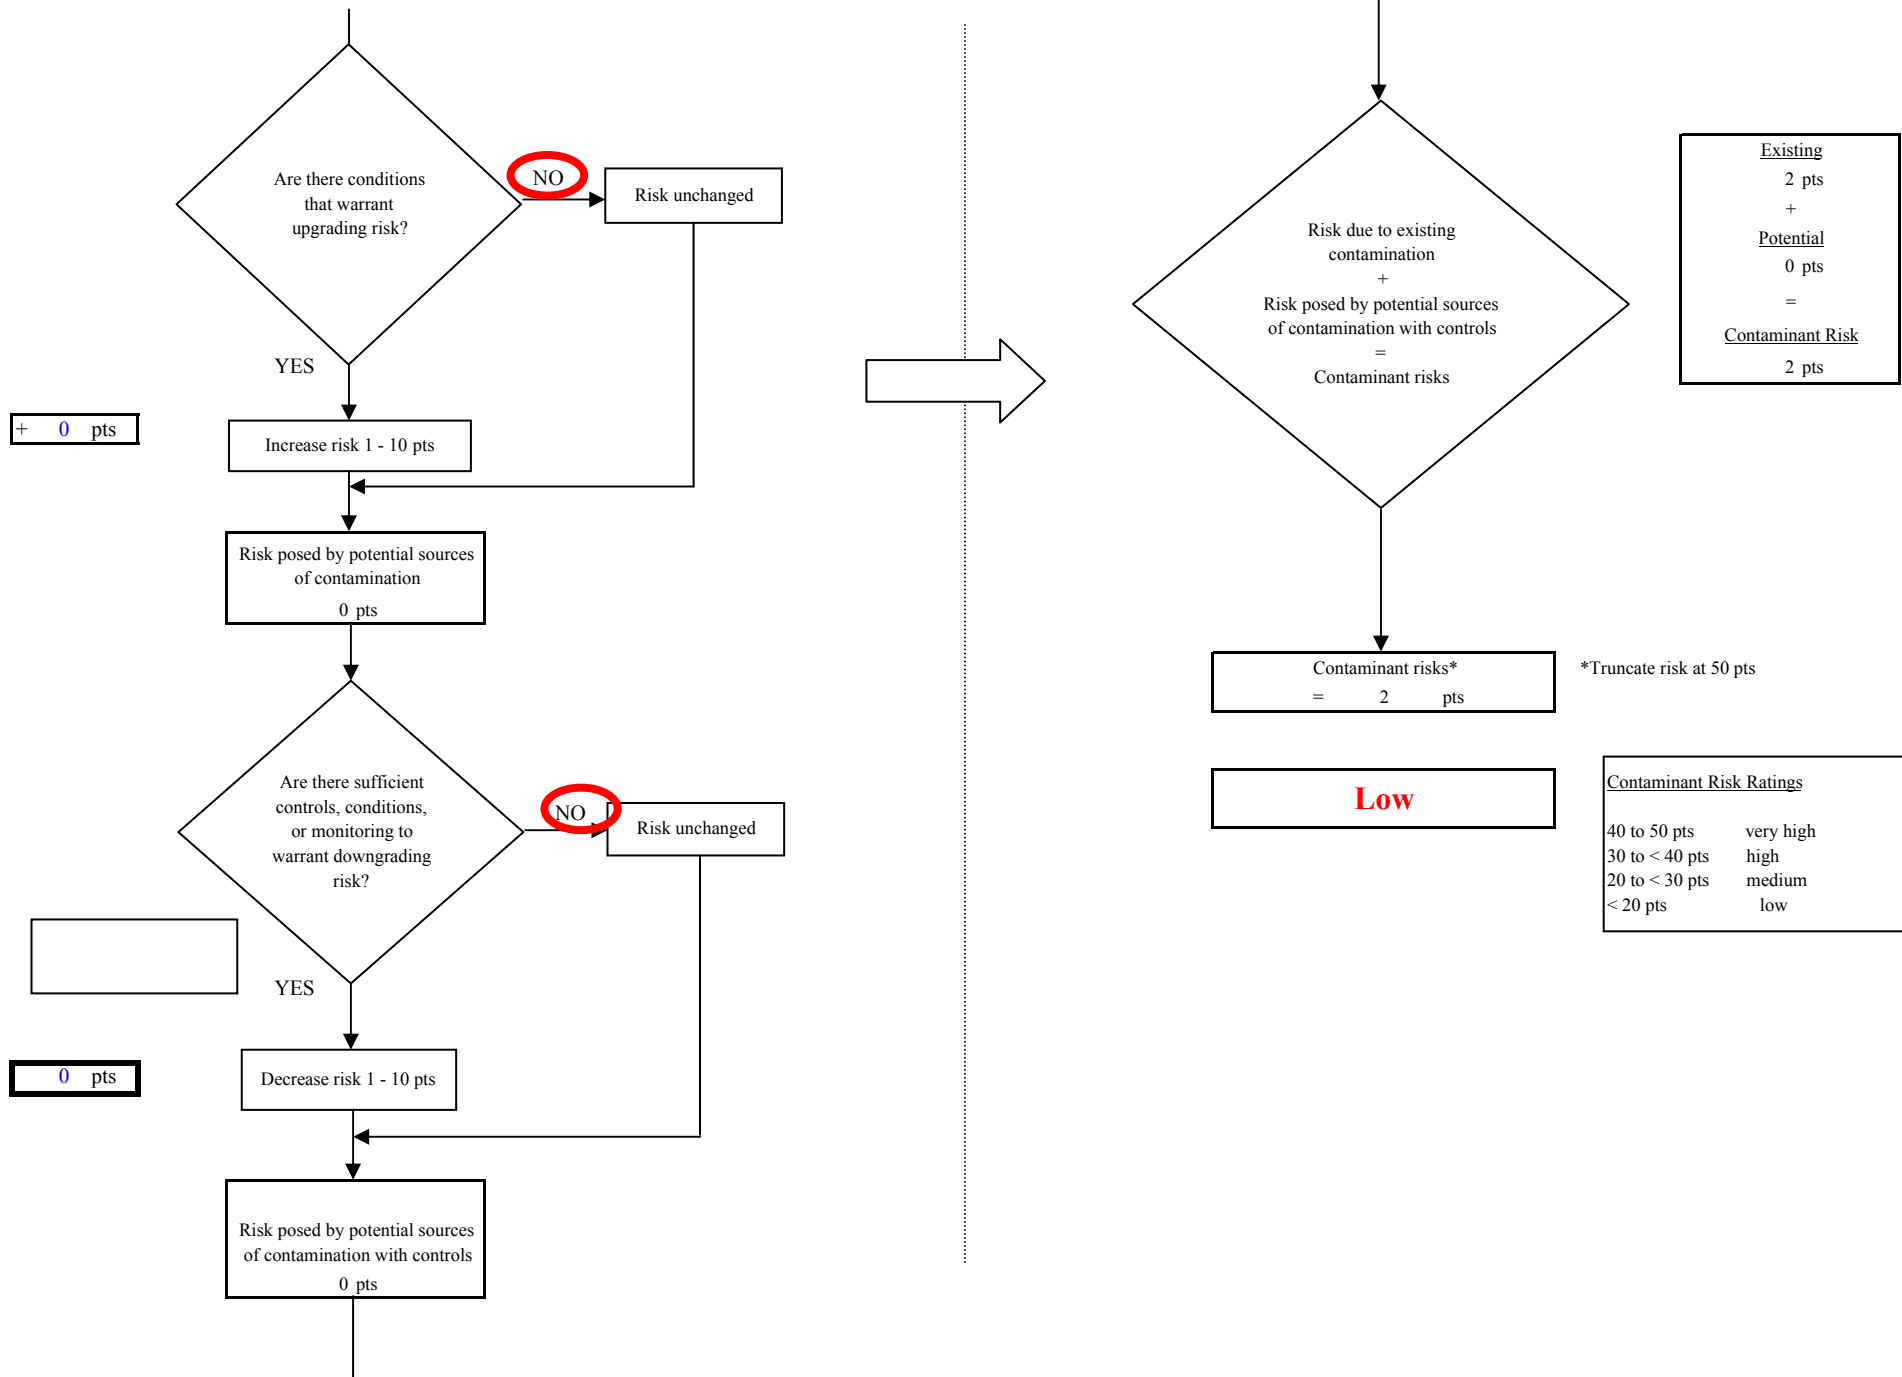 Are there conditions
that warrant
upgrading risk?
NO
Risk unchanged
YES
+ 0 pts
Increase risk 1 - 10 pts
Risk posed by potential sources
of contamination
0 pts
Are there sufficient
controls, conditions,
or monitoring to
warrant downgrading
risk?
NO
Risk unchanged
YES
0 pts
Decrease risk 1 - 10 pts
Risk posed by potential sources
of contamination with controls
0 pts
Risk due to existing
contamination
+
Risk posed by potential sources
of contamination with controls
=
Contaminant risks
Existing
2 pts
+
Potential
0 pts
=
Contaminant Risk
2 pts
Contaminant risks*
= 2 pts
*Truncate risk at 50 pts
Low
Contaminant Risk Ratings
40 to 50 pts very high
30 to < 40 pts high
20 to < 30 pts medium
< 20 pts low